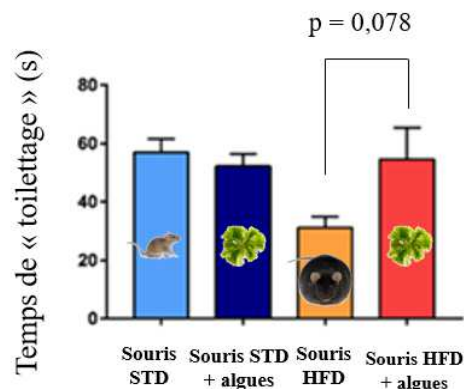 p = 0,078
Temps de « toilettage » (s)
80
60
40
20
0
Souris STD
Souris STD + algues
Souris HFD
Souris HFD + algues